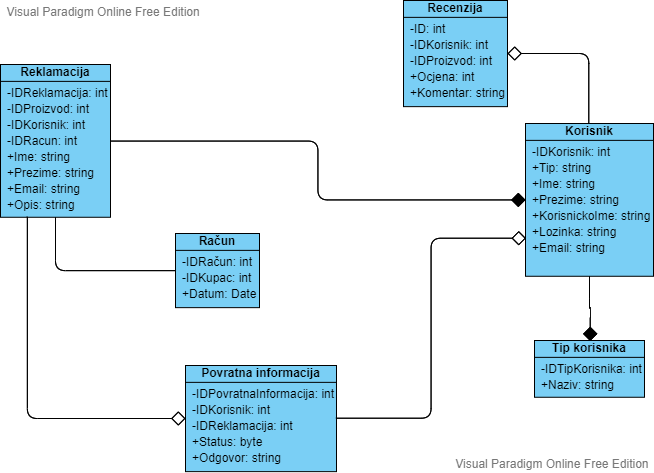 Visual Paradigm Online Free Edition
Recenzija
-ID: int
-IDKorisnik: int
-IDProizvod: int
+Ocjena: int
+Komentar: string
Reklamacija
-IDReklamacija: int
-IDProizvod: int
-IDKorisnik: int
-IDRacun: int
+Ime: string
+Prezime: string
+Email: string
+Opis: string
Korisnik
-IDKorisnik: int
+Tip: string
+Ime: string
+Prezime: string
+KorisnickoIme: string
+Lozinka: string
+Email: string
Račun
-IDRačun: int
-IDKupac: int
+Datum: Date
Tip korisnika
-IDTipKorisnika: int
+Naziv: string
Povratna informacija
-IDPovratnaInformacija: int
-IDKorisnik: int
-IDReklamacija: int
+Status: byte
+Odgovor: string
Visual Paradigm Online Free Edition